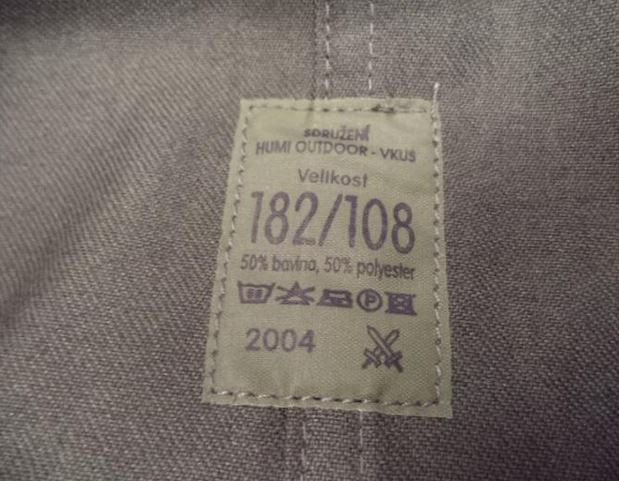 SDRUŽENÍ
HUMI OUTDOOR - VKUS
Velikost
182/108
50% bavlna, 50% polyester
P
2004